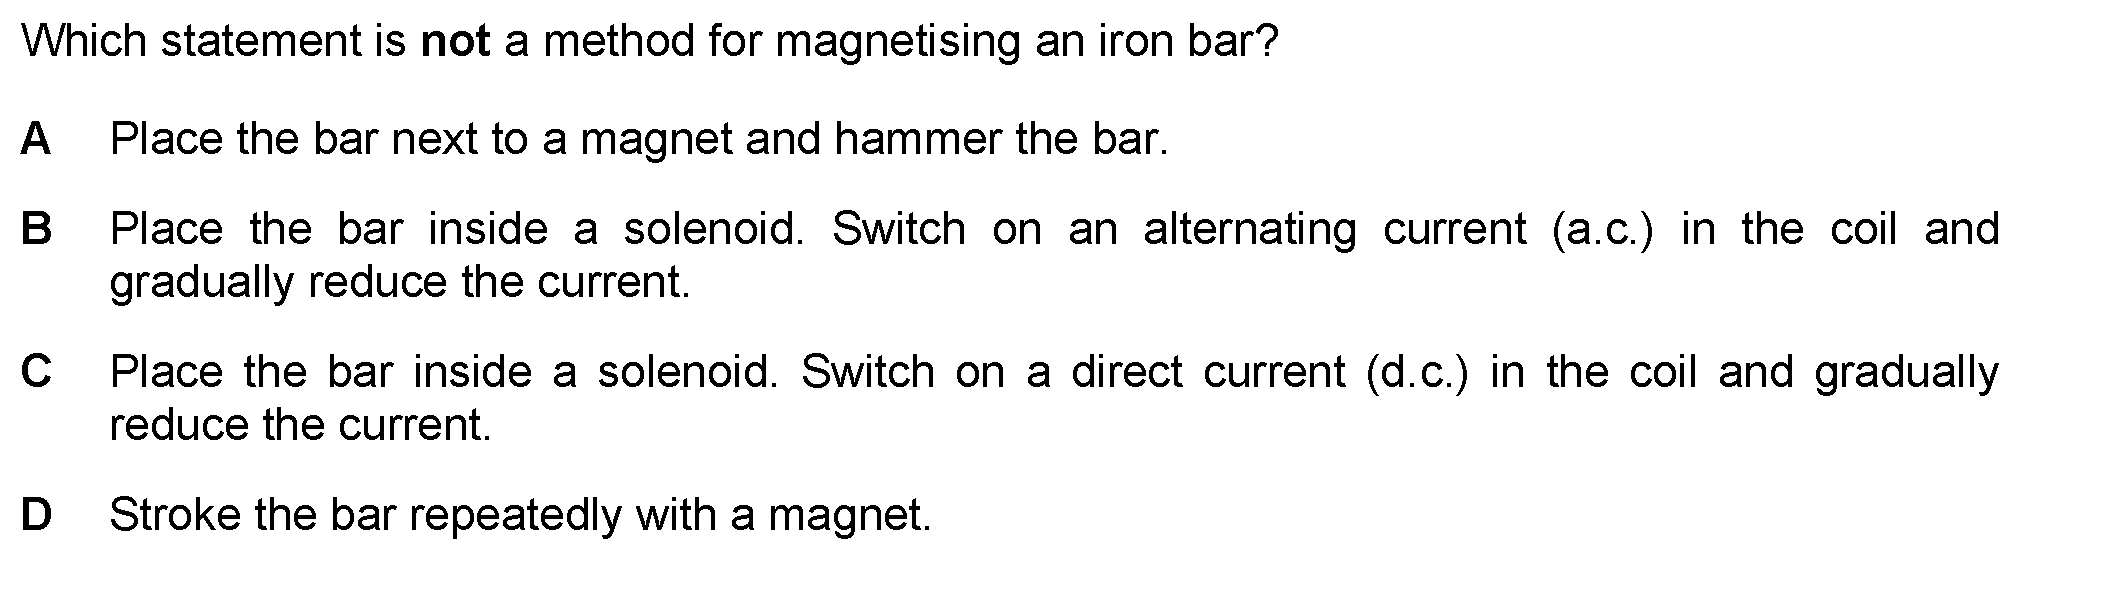 Which statement is not a method for magnetising an iron bar?
A Place the bar next to a magnet and hammer the bar.
B Place the bar inside a solenoid. Switch on an alternating current (a.c.) in the coil and
gradually reduce the current.
C Place the bar inside a solenoid. Switch on a direct current (d.c.) in the coil and gradually
reduce the current.
D Stroke the bar repeatedly with a magnet.